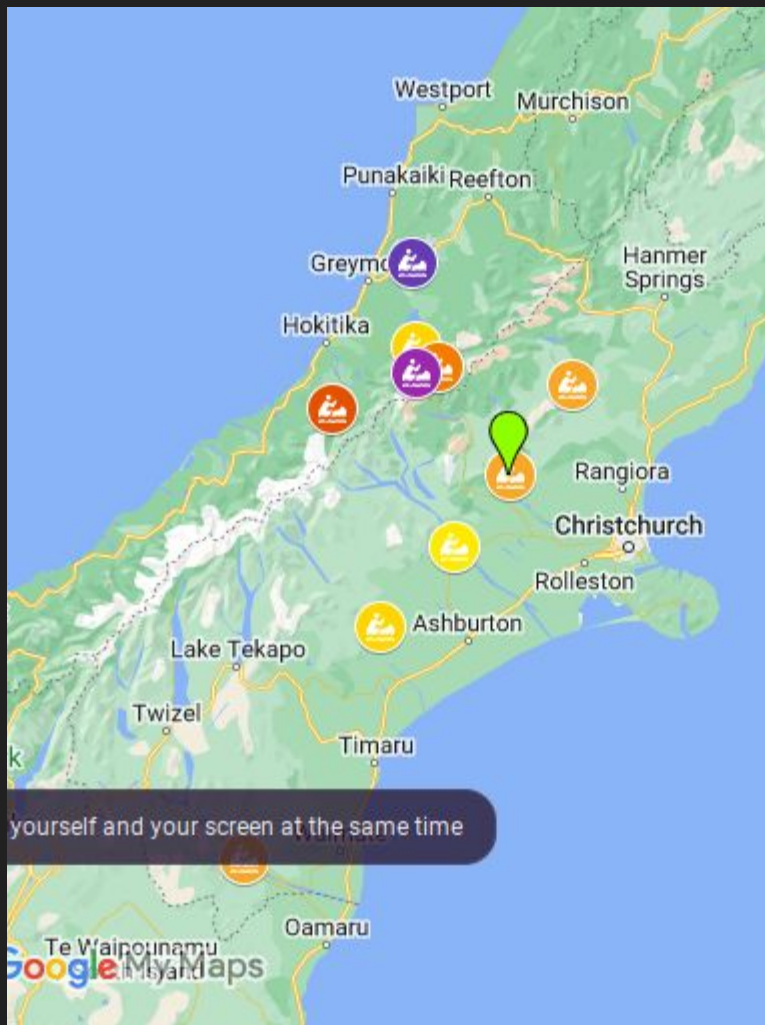 Westport
Murchison
Punakaiki
Reefton
Greymo
Hanmer
Springs
Hokitika
Rangiora
Christchurch
Rolleston
Ashburton
Lake Tekapo
Twizel
Timaru
k
yourself and your screen at the same time
Oamaru
Te Waipounamu
Google My Maps